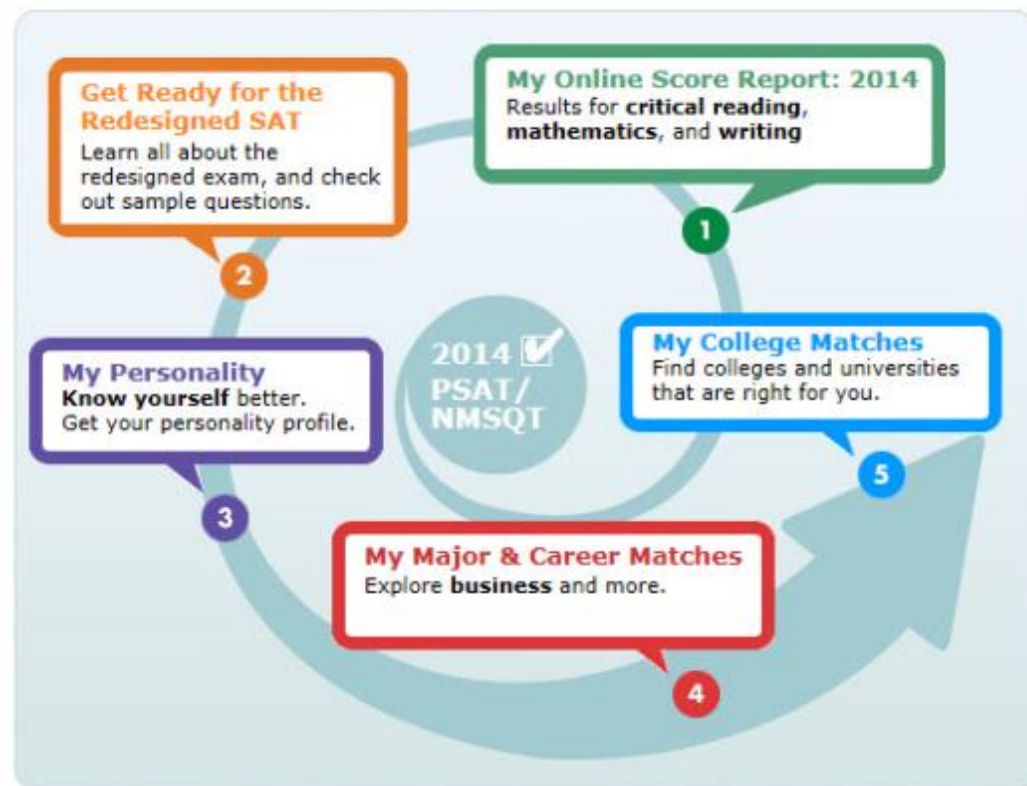 My Online Score Report: 2014
Results for critical reading,
mathematics, and writing
1
Get Ready for the
Redesigned SAT
Learn all about the
redesigned exam, and check
out sample questions.
2
My Personality
Know yourself better.
Get your personality profile.
3
2014
PSAT/
NMSQT
My Major & Career Matches
Explore business and more.
4
My College Matches
Find colleges and universities
that are right for you.
5